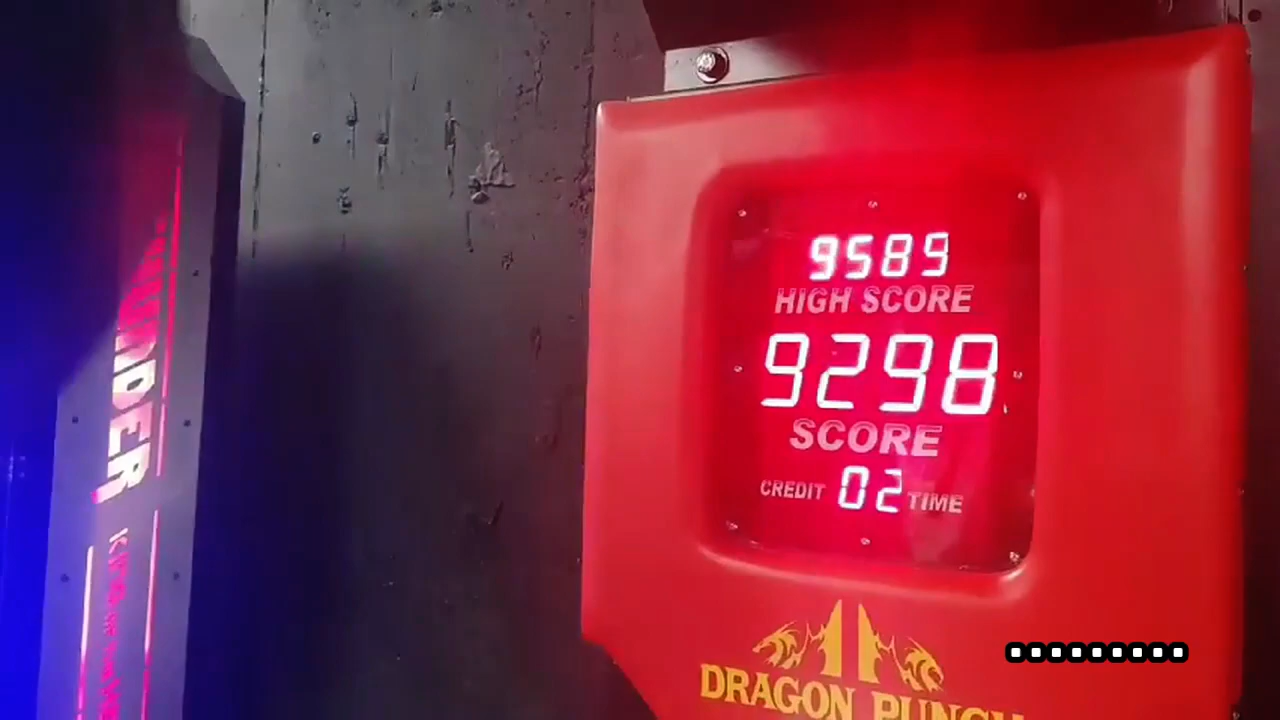 9589
HIGH SCORE
9298
SCORE
CREDIT 02 TIME
DRAGON PUNCH